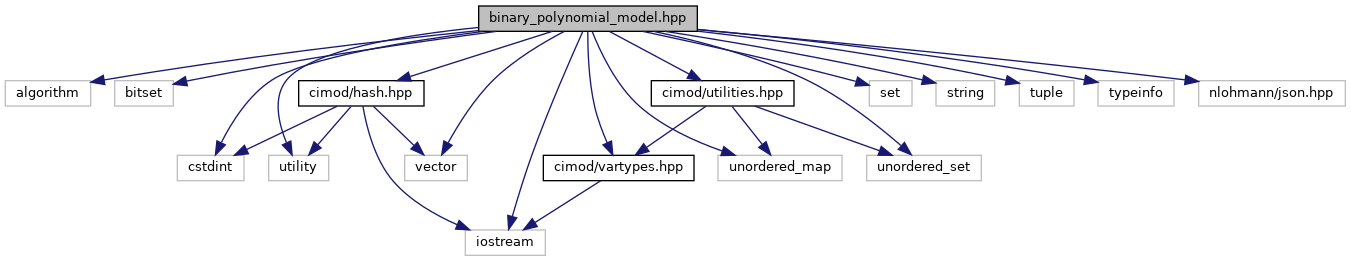 binary_polynomial_model.hpp
algorithm
bitset
cimod/hash.hpp
cimod/utilities.hpp
set
string
tuple
typeinfo
nlohmann/json.hpp
cstdint
utility
vector
cimod/vartypes.hpp
unordered_map
unordered_set
iostream